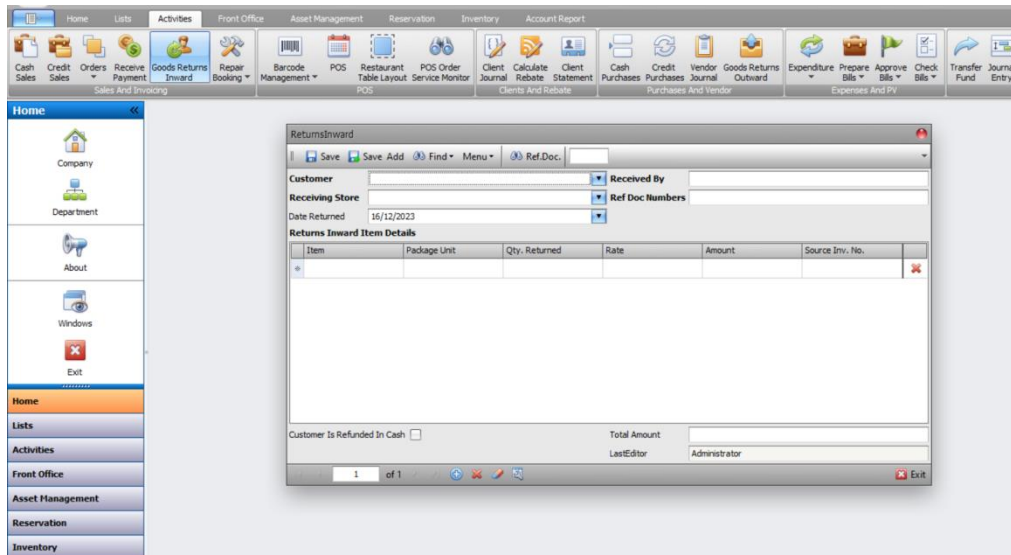 Home Lists Activities Front Office Asset Management Reservation Inventory Account Report
Cash Sales Credit Sales Orders Receive Payment Goods Returns Inward Repair Booking Barcode Management POS Restaurant Table Layout POS Order Service Monitor Client Journal Calculate Rebate Client Statement Cash Purchases Credit Purchases Vendor Journal Goods Returns Outward Expenditure Prepare Bills Approve Bills Check Bills Transfer Fund Journa Entry
Sales And Invoicing POS Clients And Rebate Purchases And Vendor Expenses And PV
Home
Company
Department
About
Windows
Exit
Home
Lists
Activities
Front Office
Asset Management
Reservation
Inventory
ReturnsInward
Save Save Add Find Menu Ref.Doc.
Customer Received By
Receiving Store Ref Doc Numbers
Date Returned 16/12/2023
Returns Inward Item Details
Item Package Unit Qty. Returned Rate Amount Source Inv. No.
Customer Is Refunded In Cash Total Amount
LastEditor Administrator
1 of 1 Exit